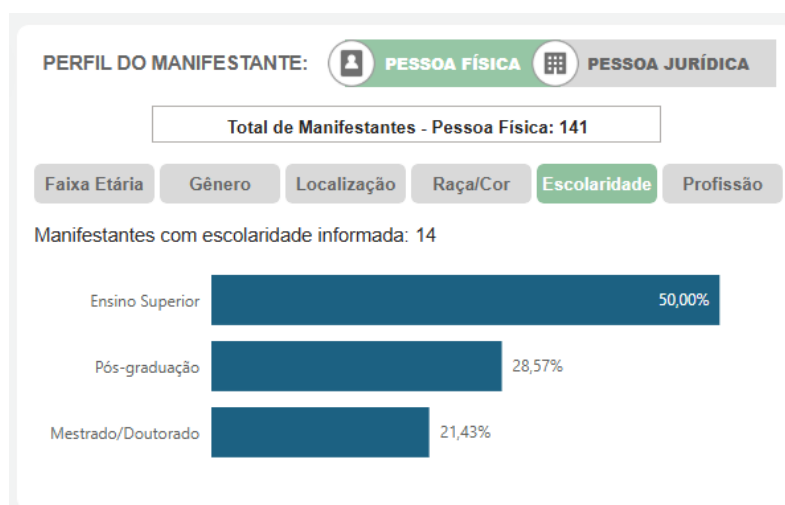 PERFIL DO MANIFESTANTE: PESSOA FÍSICA PESSOA JURÍDICA
Total de Manifestantes - Pessoa Física: 141
Faixa Etária Gênero Localização Raça/Cor Escolaridade Profissão
Manifestantes com escolaridade informada: 14
Ensino Superior 50,00%
Pós-graduação 28,57%
Mestrado/Doutorado 21,43%